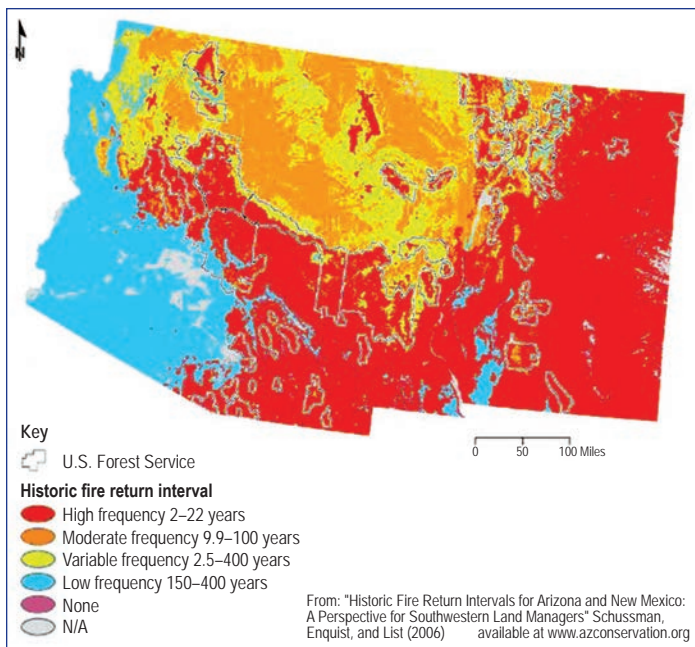 N
0 50 100 Miles
Key
U.S. Forest Service
Historic fire return interval
High frequency 2–22 years
Moderate frequency 9.9–100 years
Variable frequency 2.5–400 years
Low frequency 150–400 years
None
N/A
From: "Historic Fire Return Intervals for Arizona and New Mexico:
A Perspective for Southwestern Land Managers" Schussman,
Enquist, and List (2006) available at www.azconservation.org